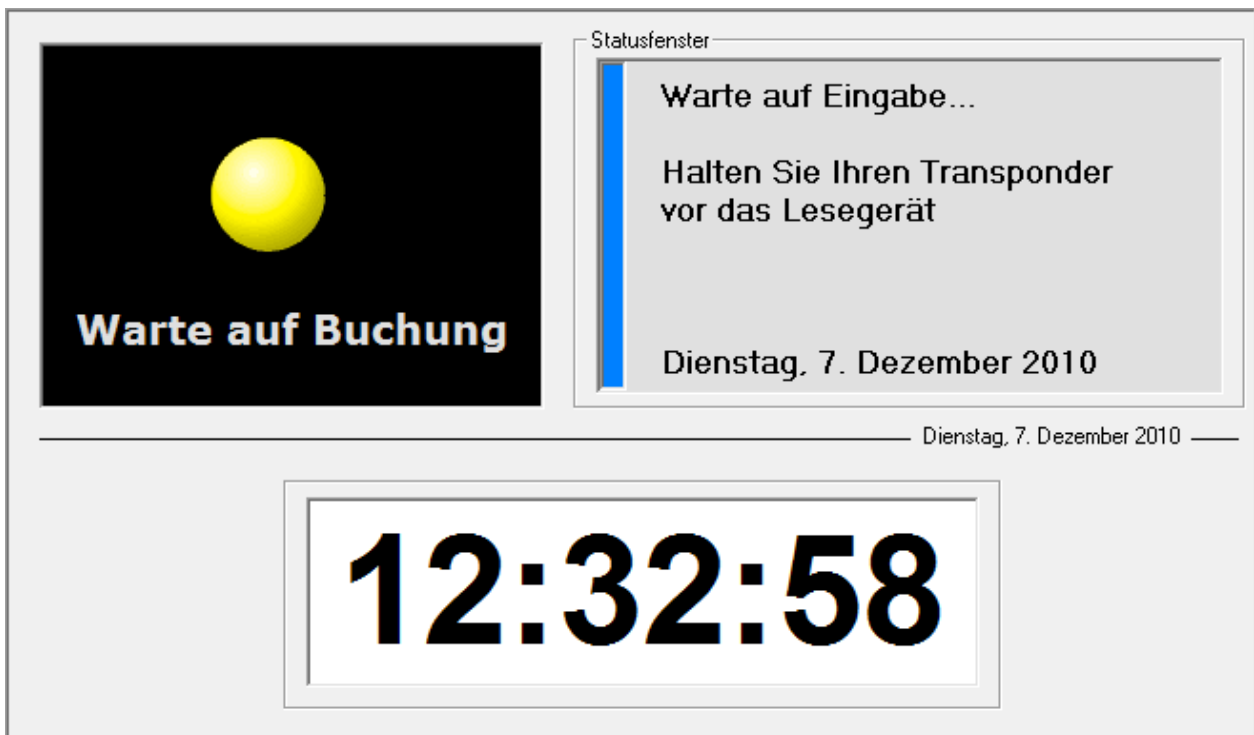 Warte auf Buchung
Statusfenster
Warte auf Eingabe...
Halten Sie Ihren Transponder
vor das Lesegerät
Dienstag, 7. Dezember 2010
Dienstag, 7. Dezember 2010
12:32:58